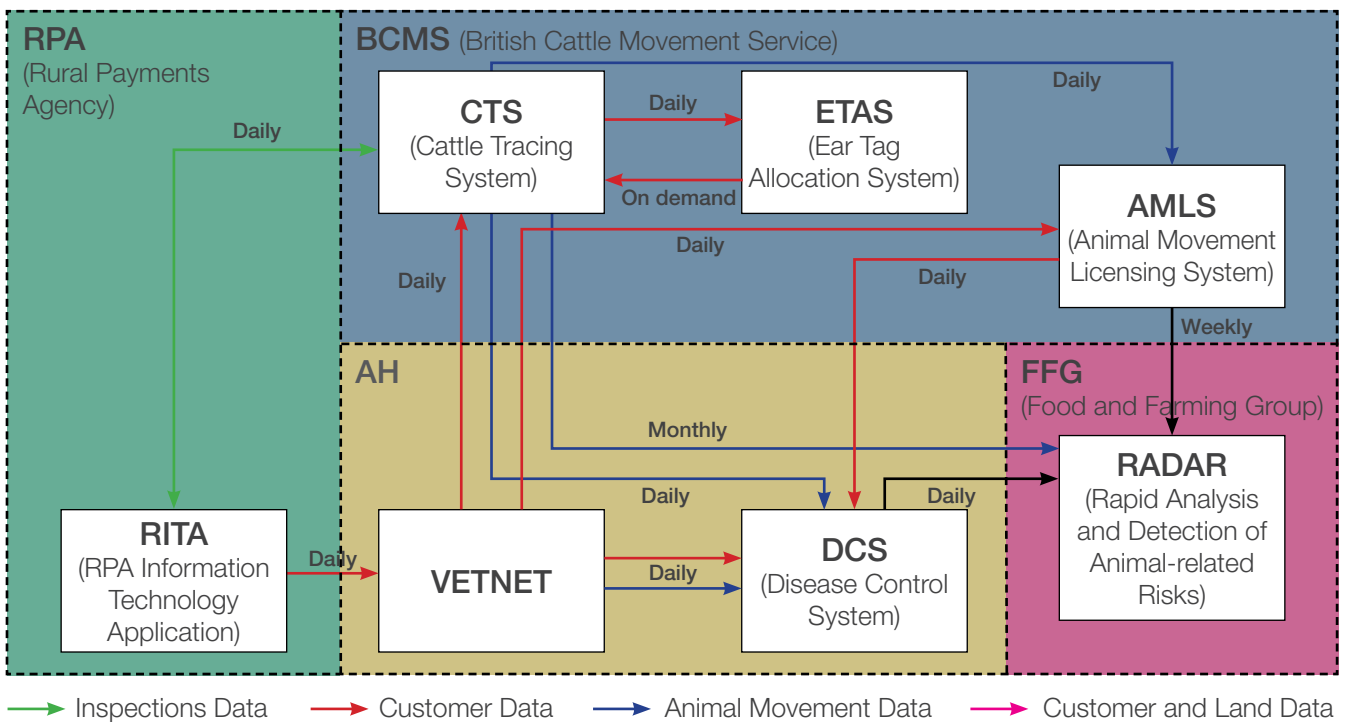 RPA
(Rural Payments
Agency)
BCMS (British Cattle Movement Service)
CTS
(Cattle Tracing
System)
Daily
ETAS
(Ear Tag
Allocation System)
On demand
Daily
Daily
AMLS
(Animal Movement
Licensing System)
Daily
Daily
Daily
Weekly
AH
FFG
(Food and Farming Group)
Monthly
Daily
Daily
RADAR
(Rapid Analysis
and Detection of
Animal-related
Risks)
RITA
(RPA Information
Technology
Application)
Daily
VETNET
Daily
DCS
(Disease Control
System)
Inspections Data
Customer Data
Animal Movement Data
Customer and Land Data